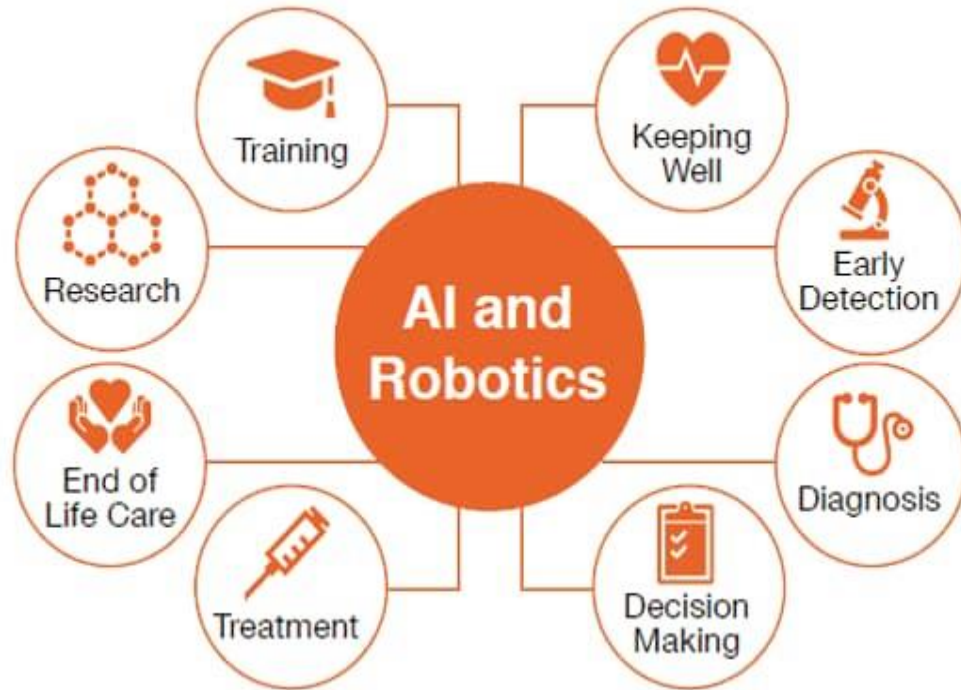 AI and
Robotics
Keeping
Well
Early
Detection
Diagnosis
Decision
Making
Treatment
End of
Life Care
Research
Training